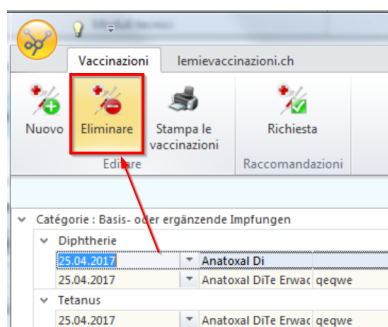 Vaccinazioni lemievaccinazioni.ch
Nuovo Eliminare Stampa le vaccinazioni Richiesta
Editare Raccomandazioni
Catégorie : Basis- oder ergänzende Impfungen
Diphtherie
25.04.2017 Anatoxal Di
25.04.2017 Anatoxal DiTe Erwac qeqwe
Tetanus
25.04.2017 Anatoxal DiTe Erwac qeqwe